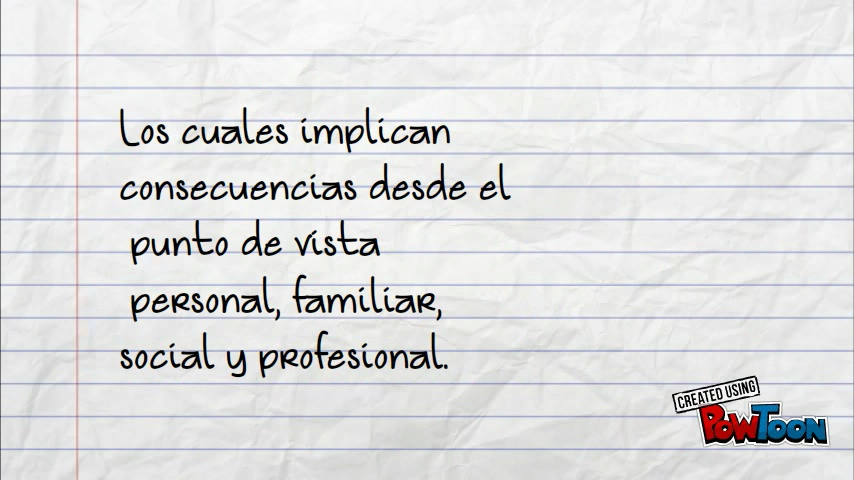 Los cuales implican
consecuencias desde el
punto de vista
personal, familiar,
social y profesional.
CREATED USING
POWTOON